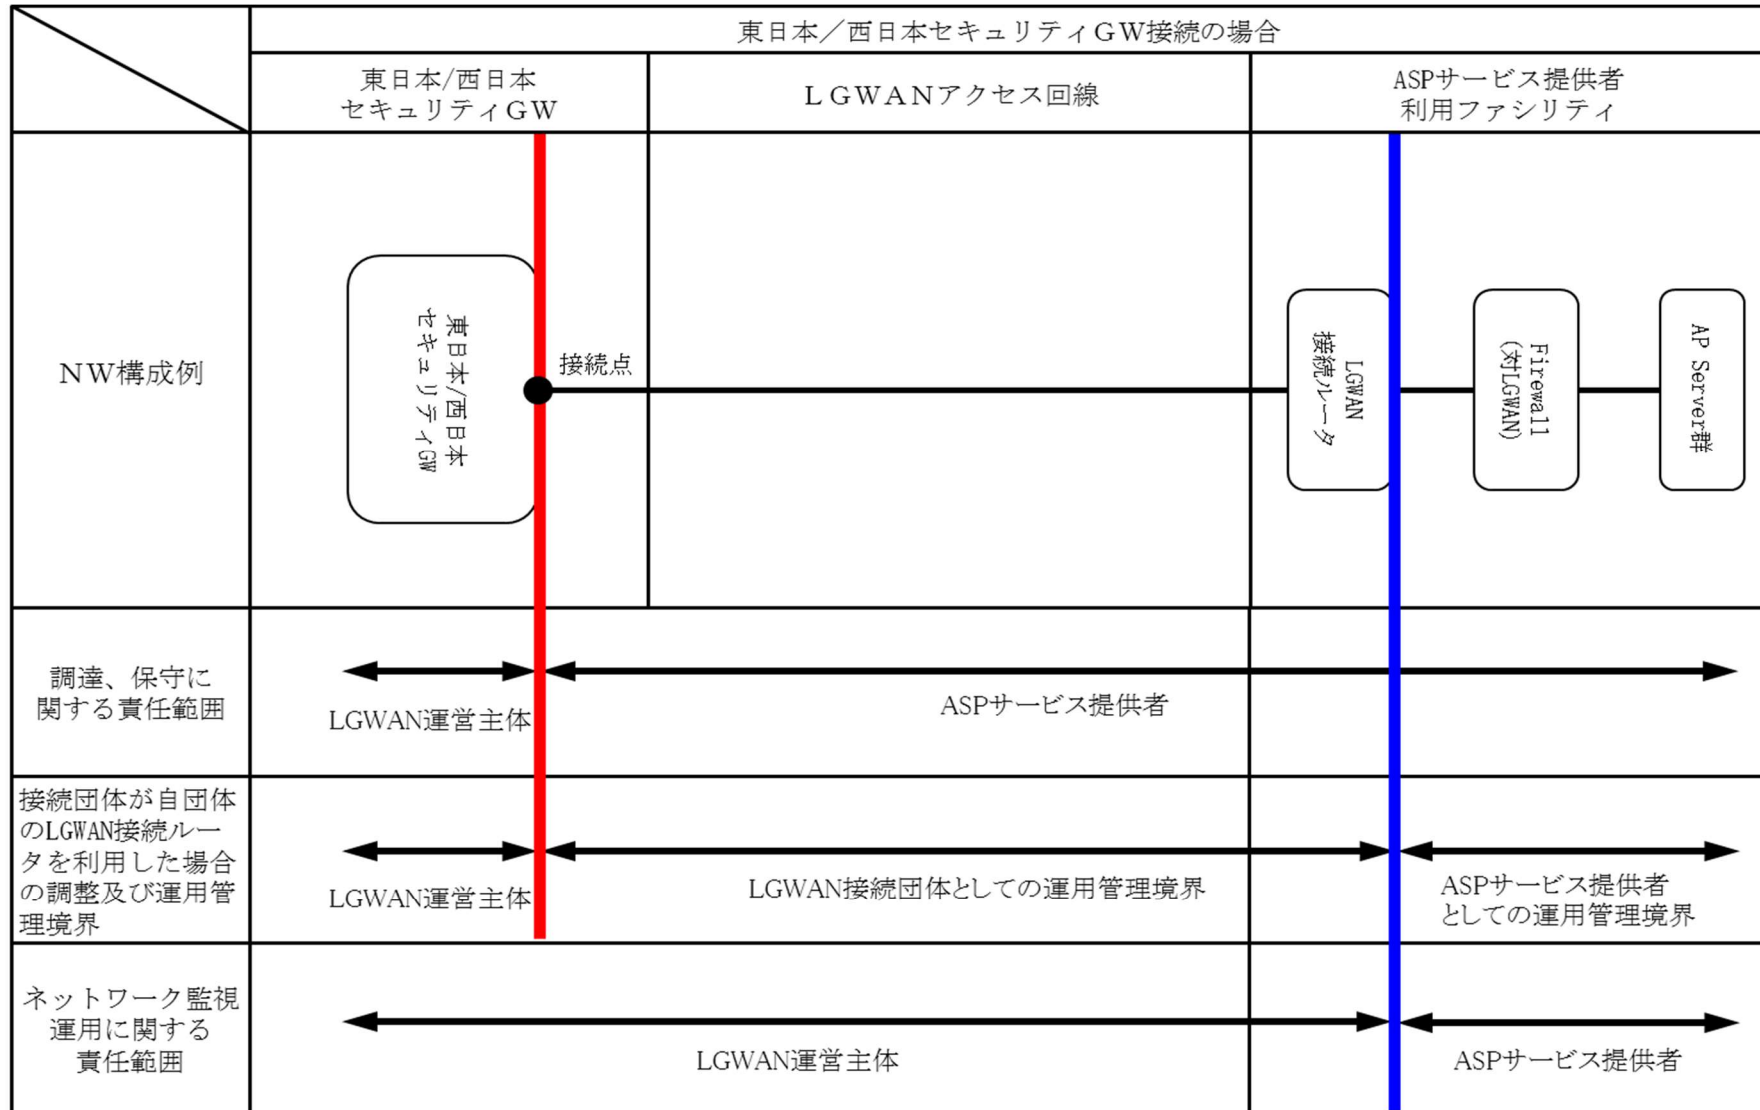 東日本／西日本セキュリティＧＷ接続の場合
東日本/西日本
セキュリティＧＷ
ＬＧＷＡＮアクセス回線
ASPサービス提供者
利用ファシリティ
ＮＷ構成例
東日本/西日本
セキュリティGW
接続点
LGWAN
接続ルータ
Firewall
(対LGWAN)
AP Server群
調達、保守に
関する責任範囲
LGWAN運営主体
ASPサービス提供者
接続団体が自団体
のLGWAN接続ルー
タを利用した場合
の調整及び運用管
理境界
LGWAN運営主体
LGWAN接続団体としての運用管理境界
ASPサービス提供者
としての運用管理境界
ネットワーク監視
運用に関する
責任範囲
LGWAN運営主体
ASPサービス提供者